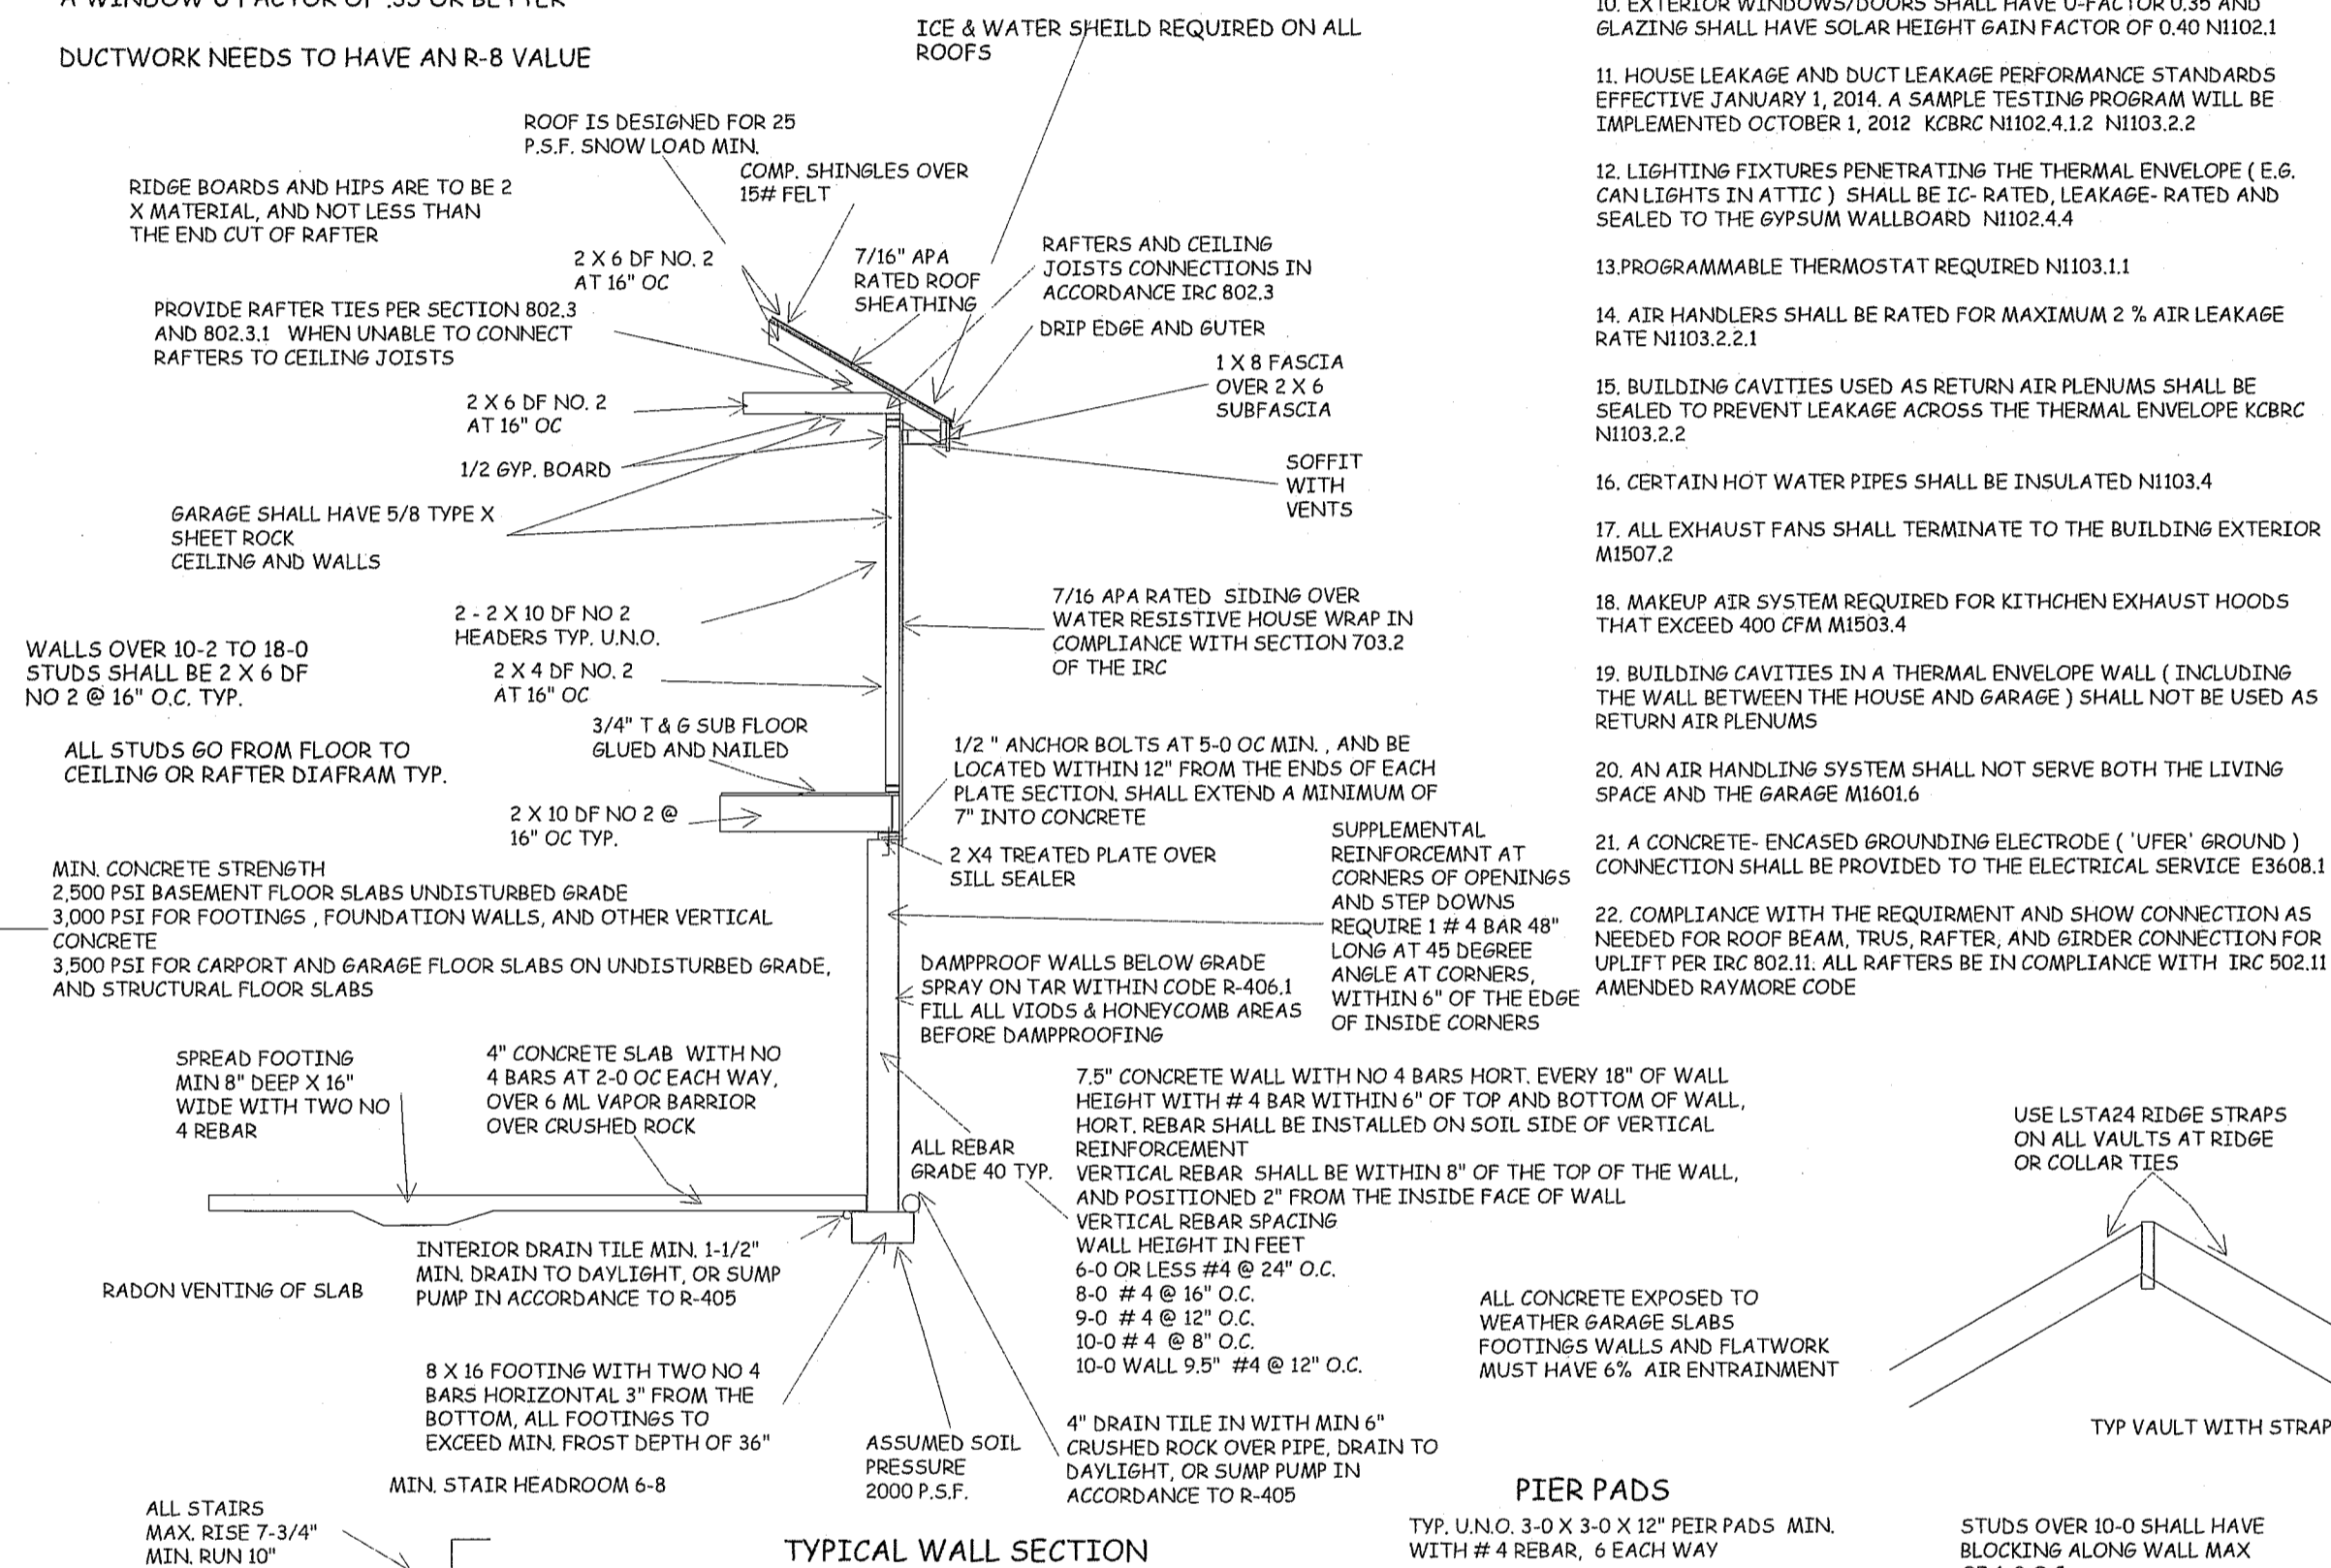 A WINDOW U FACTOR OF .35 OR BETTER
DUCTWORK NEEDS TO HAVE AN R-8 VALUE
ICE & WATER SHEILD REQUIRED ON ALL
ROOFS
ROOF IS DESIGNED FOR 25
P.S.F. SNOW LOAD MIN.
COMP. SHINGLES OVER
15# FELT
RIDGE BOARDS AND HIPS ARE TO BE 2
X MATERIAL, AND NOT LESS THAN
THE END CUT OF RAFTER
2 X 6 DF NO. 2
AT 16" OC
7/16" APA
RATED ROOF
SHEATHING
RAFTERS AND CEILING
JOISTS CONNECTIONS IN
ACCORDANCE IRC 802.3
PROVIDE RAFTER TIES PER SECTION 802.3
AND 802.3.1 WHEN UNABLE TO CONNECT
RAFTERS TO CEILING JOISTS
DRIP EDGE AND GUTER
1 X 8 FASCIA
OVER 2 X 6
SUBFASCIA
2 X 6 DF NO. 2
AT 16" OC
1/2 GYP. BOARD
SOFFIT
WITH
VENTS
GARAGE SHALL HAVE 5/8 TYPE X
SHEET ROCK
CEILING AND WALLS
2 - 2 X 10 DF NO 2
HEADERS TYP. U.N.O.
7/16 APA RATED SIDING OVER
WATER RESISTIVE HOUSE WRAP IN
COMPLIANCE WITH SECTION 703.2
OF THE IRC
WALLS OVER 10-2 TO 18-0
STUDS SHALL BE 2 X 6 DF
NO 2 @ 16" O.C. TYP.
2 X 4 DF NO. 2
AT 16" OC
3/4" T & G SUB FLOOR
GLUED AND NAILED
ALL STUDS GO FROM FLOOR TO
CEILING OR RAFTER DIAFRAM TYP.
1/2 " ANCHOR BOLTS AT 5-0 OC MIN. , AND BE
LOCATED WITHIN 12" FROM THE ENDS OF EACH
PLATE SECTION. SHALL EXTEND A MINIMUM OF
7" INTO CONCRETE
2 X 10 DF NO 2 @
16" OC TYP.
2 X4 TREATED PLATE OVER
SILL SEALER
SUPPLEMENTAL
REINFORCEMNT AT
CORNERS OF OPENINGS
AND STEP DOWNS
REQUIRE 1 # 4 BAR 48"
LONG AT 45 DEGREE
ANGLE AT CORNERS,
WITHIN 6" OF THE EDGE
OF INSIDE CORNERS
MIN. CONCRETE STRENGTH
2,500 PSI BASEMENT FLOOR SLABS UNDISTURBED GRADE
3,000 PSI FOR FOOTINGS , FOUNDATION WALLS, AND OTHER VERTICAL
CONCRETE
3,500 PSI FOR CARPORT AND GARAGE FLOOR SLABS ON UNDISTURBED GRADE,
AND STRUCTURAL FLOOR SLABS
DAMPPROOF WALLS BELOW GRADE
SPRAY ON TAR WITHIN CODE R-406.1
FILL ALL VIODS & HONEYCOMB AREAS
BEFORE DAMPPROOFING
SPREAD FOOTING
MIN 8" DEEP X 16"
WIDE WITH TWO NO
4 REBAR
4" CONCRETE SLAB WITH NO
4 BARS AT 2-0 OC EACH WAY,
OVER 6 ML VAPOR BARRIOR
OVER CRUSHED ROCK
ALL REBAR
GRADE 40 TYP.
7.5" CONCRETE WALL WITH NO 4 BARS HORT. EVERY 18" OF WALL
HEIGHT WITH # 4 BAR WITHIN 6" OF TOP AND BOTTOM OF WALL,
HORT. REBAR SHALL BE INSTALLED ON SOIL SIDE OF VERTICAL
REINFORCEMENT
VERTICAL REBAR SHALL BE WITHIN 8" OF THE TOP OF THE WALL,
AND POSITIONED 2" FROM THE INSIDE FACE OF WALL
VERTICAL REBAR SPACING
WALL HEIGHT IN FEET
6-0 OR LESS #4 @ 24" O.C.
8-0 # 4 @ 16" O.C.
9-0 # 4 @ 12" O.C.
10-0 # 4 @ 8" O.C.
10-0 WALL 9.5" #4 @ 12" O.C.
INTERIOR DRAIN TILE MIN. 1-1/2"
MIN. DRAIN TO DAYLIGHT, OR SUMP
PUMP IN ACCORDANCE TO R-405
RADON VENTING OF SLAB
8 X 16 FOOTING WITH TWO NO 4
BARS HORIZONTAL 3" FROM THE
BOTTOM, ALL FOOTINGS TO
EXCEED MIN. FROST DEPTH OF 36"
ASSUMED SOIL
PRESSURE
2000 P.S.F.
4" DRAIN TILE IN WITH MIN 6"
CRUSHED ROCK OVER PIPE, DRAIN TO
DAYLIGHT, OR SUMP PUMP IN
ACCORDANCE TO R-405
MIN. STAIR HEADROOM 6-8
ALL STAIRS
MAX. RISE 7-3/4"
MIN. RUN 10"
TYPICAL WALL SECTION
10. EXTERIOR WINDOWS/DOORS SHALL HAVE U-FACTOR 0.35 AND
GLAZING SHALL HAVE SOLAR HEIGHT GAIN FACTOR OF 0.40 N1102.1
11. HOUSE LEAKAGE AND DUCT LEAKAGE PERFORMANCE STANDARDS
EFFECTIVE JANUARY 1, 2014. A SAMPLE TESTING PROGRAM WILL BE
IMPLEMENTED OCTOBER 1, 2012 KCBRC N1102.4.1.2 N1103.2.2
12. LIGHTING FIXTURES PENETRATING THE THERMAL ENVELOPE ( E.G.
CAN LIGHTS IN ATTIC ) SHALL BE IC- RATED, LEAKAGE- RATED AND
SEALED TO THE GYPSUM WALLBOARD N1102.4.4
13.PROGRAMMABLE THERMOSTAT REQUIRED N1103.1.1
14. AIR HANDLERS SHALL BE RATED FOR MAXIMUM 2 % AIR LEAKAGE
RATE N1103.2.2.1
15. BUILDING CAVITIES USED AS RETURN AIR PLENUMS SHALL BE
SEALED TO PREVENT LEAKAGE ACROSS THE THERMAL ENVELOPE KCBRC
N1103.2.2
16. CERTAIN HOT WATER PIPES SHALL BE INSULATED N1103.4
17. ALL EXHAUST FANS SHALL TERMINATE TO THE BUILDING EXTERIOR
M1507.2
18. MAKEUP AIR SYSTEM REQUIRED FOR KITHCHEN EXHAUST HOODS
THAT EXCEED 400 CFM M1503.4
19. BUILDING CAVITIES IN A THERMAL ENVELOPE WALL ( INCLUDING
THE WALL BETWEEN THE HOUSE AND GARAGE ) SHALL NOT BE USED AS
RETURN AIR PLENUMS
20. AN AIR HANDLING SYSTEM SHALL NOT SERVE BOTH THE LIVING
SPACE AND THE GARAGE M1601.6
21. A CONCRETE- ENCASED GROUNDING ELECTRODE ( 'UFER' GROUND )
CONNECTION SHALL BE PROVIDED TO THE ELECTRICAL SERVICE E3608.1
22. COMPLIANCE WITH THE REQUIRMENT AND SHOW CONNECTION AS
NEEDED FOR ROOF BEAM, TRUS, RAFTER, AND GIRDER CONNECTION FOR
UPLIFT PER IRC 802.11. ALL RAFTERS BE IN COMPLIANCE WITH IRC 502.11
AMENDED RAYMORE CODE
USE LSTA24 RIDGE STRAPS
ON ALL VAULTS AT RIDGE
OR COLLAR TIES
ALL CONCRETE EXPOSED TO
WEATHER GARAGE SLABS
FOOTINGS WALLS AND FLATWORK
MUST HAVE 6% AIR ENTRAINMENT
TYP VAULT WITH STRAP
PIER PADS
TYP. U.N.O. 3-0 X 3-0 X 12" PEIR PADS MIN.
WITH # 4 REBAR, 6 EACH WAY
STUDS OVER 10-0 SHALL HAVE
BLOCKING ALONG WALL MAX